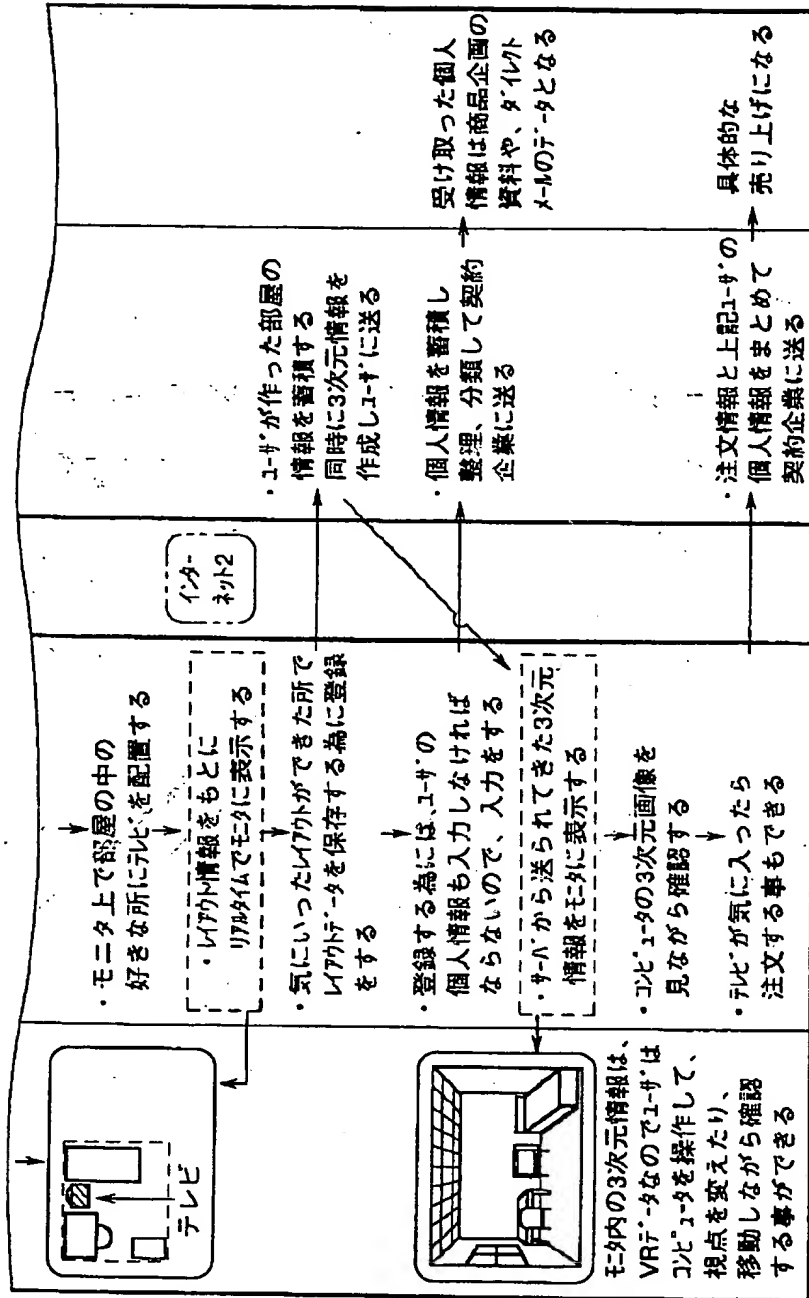 テレビ
モニタ内の3次元情報は、
VRデータなのでユーザは
コンピュータを操作して、
視点を変えたり、
移動しながら確認
する事ができる
・モニタ上で部屋の中の
好きな所にテレビを配置する
・レイアウト情報をもとに
リアルタイムでモニタに表示する
・気にいったレイアウトができた所で
レイアウトデータを保存する為に登録
をする
・登録する為には、ユーザの
個人情報も入力しなければ
ならないので、入力をする
・サーバから送られてきた3次元
情報をモニタに表示する
・コンピュータの3次元画像を
見ながら確認する
・テレビが気に入ったら
注文する事もできる
インター
ネット2
・ユーザが作った部屋の
情報を蓄積する
同時に3次元情報を
作成しユーザに送る
・個人情報を蓄積し
整理、分類して契約
企業に送る
・注文情報と上記ユーザの
個人情報をまとめて
契約企業に送る
受け取った個人
情報は商品企画の
資料や、ダイレクト
メールのデータとなる
具体的な
売り上げになる